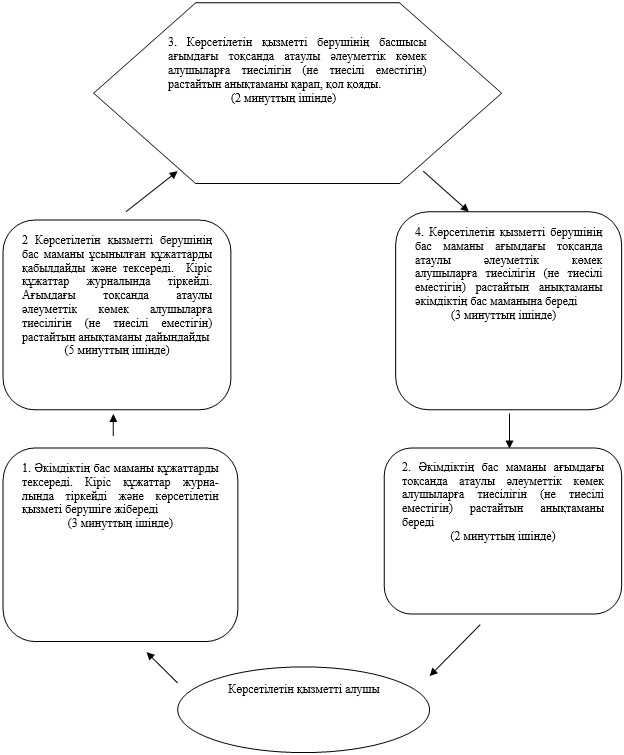 3. Көрсетілетін қызметті берушінің басшысы
ағымдағы тоқсанда атаулы әлеуметтік көмек
алушыларға тиесілігін (не тиесілі еместігін)
растайтын анықтаманы қарап, қол қояды.
(2 минуттың ішінде)
2 Көрсетілетін қызметті берушінің
бас маманы ұсынылған құжаттарды
қабылдайды және тексереді. Кіріс
құжаттар журналында тіркейді.
Ағымдағы тоқсанда атаулы
әлеуметтік көмек алушыларға
тиесілігін (не тиесілі еместігін)
растайтын анықтаманы дайындайды
(5 минуттың ішінде)
4. Көрсетілетін қызметті берушінің
бас маманы ағымдағы тоқсанда
атаулы әлеуметтік көмек
алушыларға тиесілігін (не тиесілі
еместігін) растайтын анықтаманы
әкімдіктің бас маманына береді
(3 минуттың ішінде)
1. Әкімдіктің бас маманы құжаттарды
тексереді. Кіріс құжаттар журна-
лында тіркейді және көрсетілетін
қызметі берушіге жібереді
(3 минуттың ішінде)
2. Әкімдіктің бас маманы ағымдағы
тоқсанда атаулы әлеуметтік көмек
алушыларға тиесілігін (не тиесілі
еместігін) растайтын анықтаманы
береді
(2 минуттың ішінде)
Көрсетілетін қызметті алушы